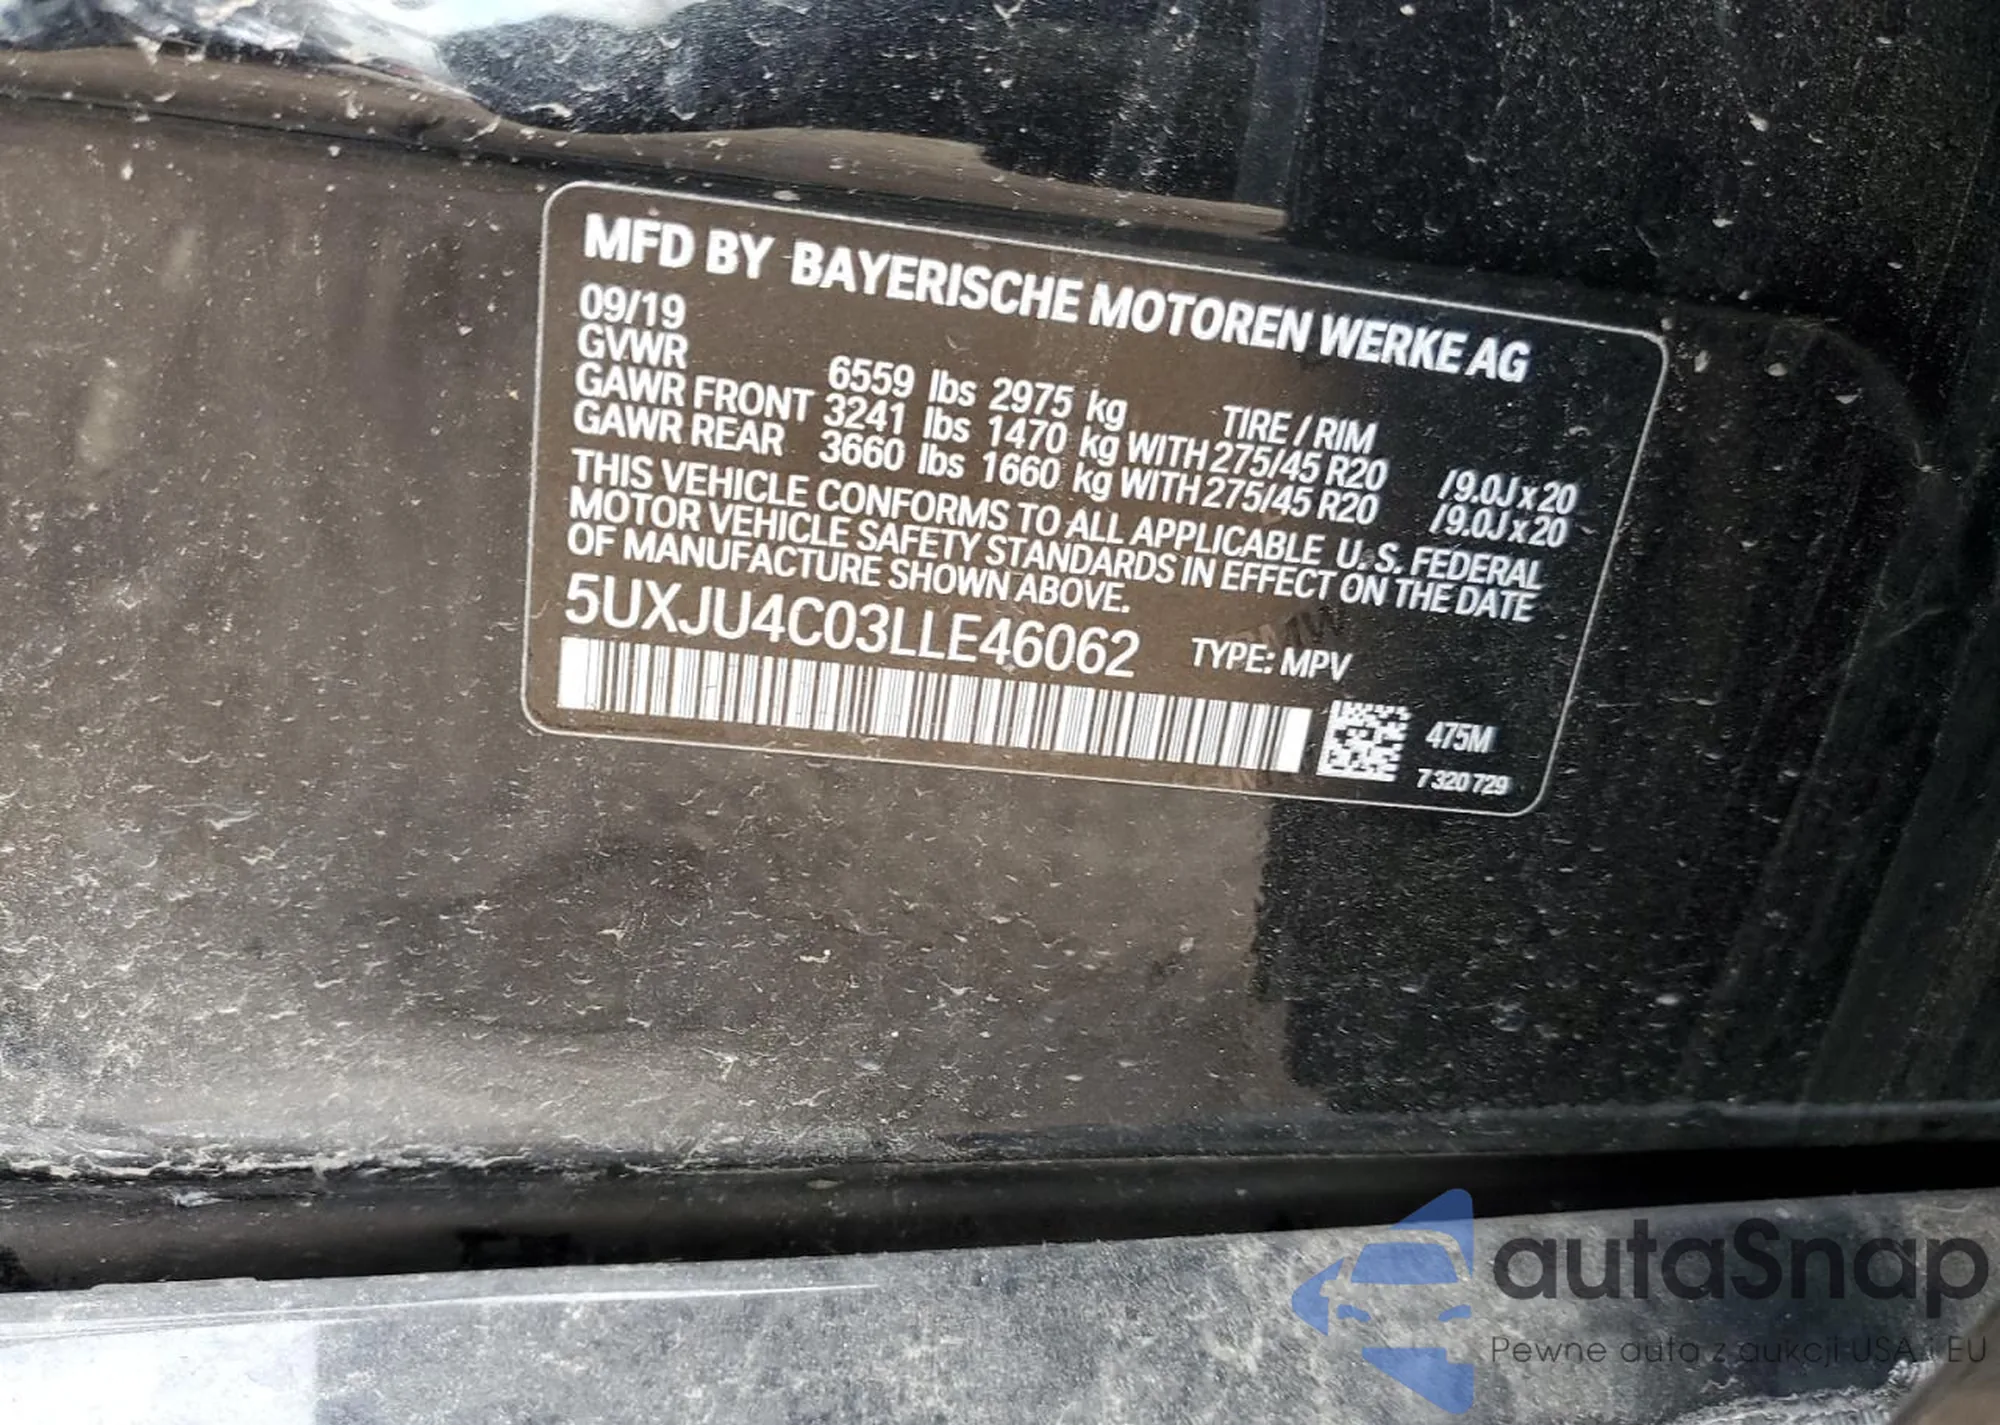 MFD BY BAYERISCHE MOTOREN WERKE AG
09/19
GVWR 6559 lbs 2975 kg TIRE / RIM
GAWR FRONT 3241 lbs 1470 kg WITH 275/45 R20 /9.0J x 20
GAWR REAR 3660 lbs 1660 kg WITH 275/45 R20 /9.0J x 20
THIS VEHICLE CONFORMS TO ALL APPLICABLE U.S. FEDERAL
MOTOR VEHICLE SAFETY STANDARDS IN EFFECT ON THE DATE
OF MANUFACTURE SHOWN ABOVE.
5UXJU4C03LLE46062 TYPE: MPV
475M
7 320 729
autaSnap
Pewne auta z aukcji USA i EU